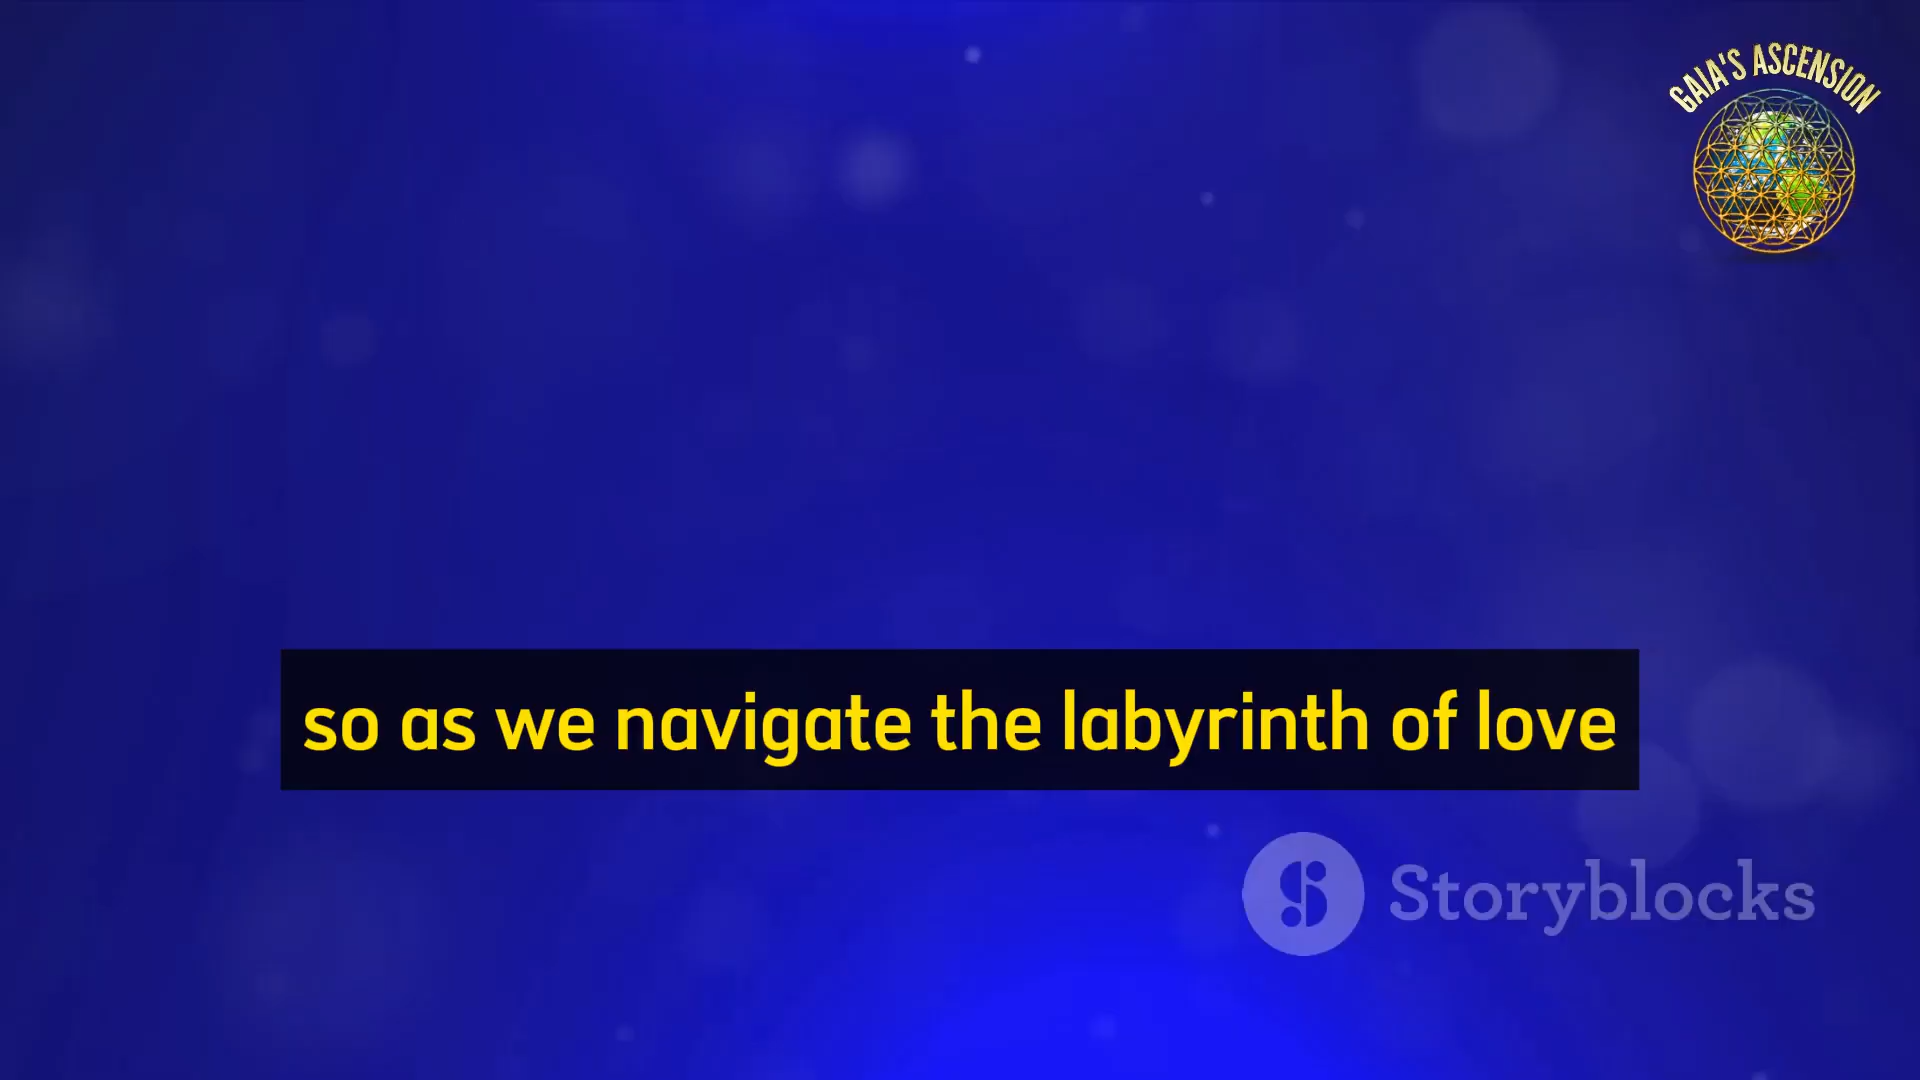 GAIA'S ASCENSION
so as we navigate the labyrinth of love
Storyblocks